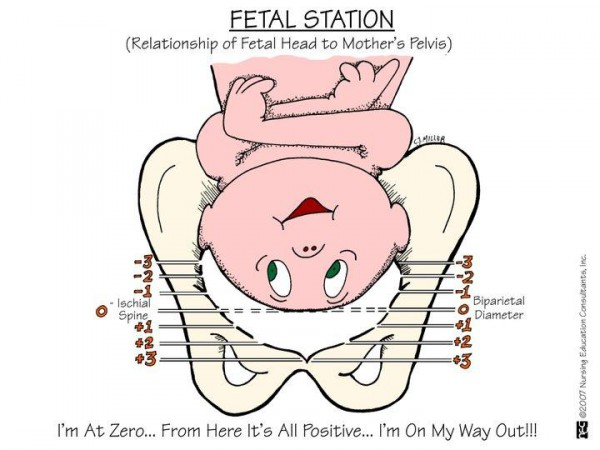 FETAL STATION
(Relationship of Fetal Head to Mother's Pelvis)
CJ MILLER
-3 -3
-2 -2
-1 -1
0 - Ischial Spine 0 Biparietal Diameter
+1 +1
+2 +2
+3 +3
I'm At Zero... From Here It's All Positive... I'm On My Way Out!!!
©2007 Nursing Education Consultants, Inc.